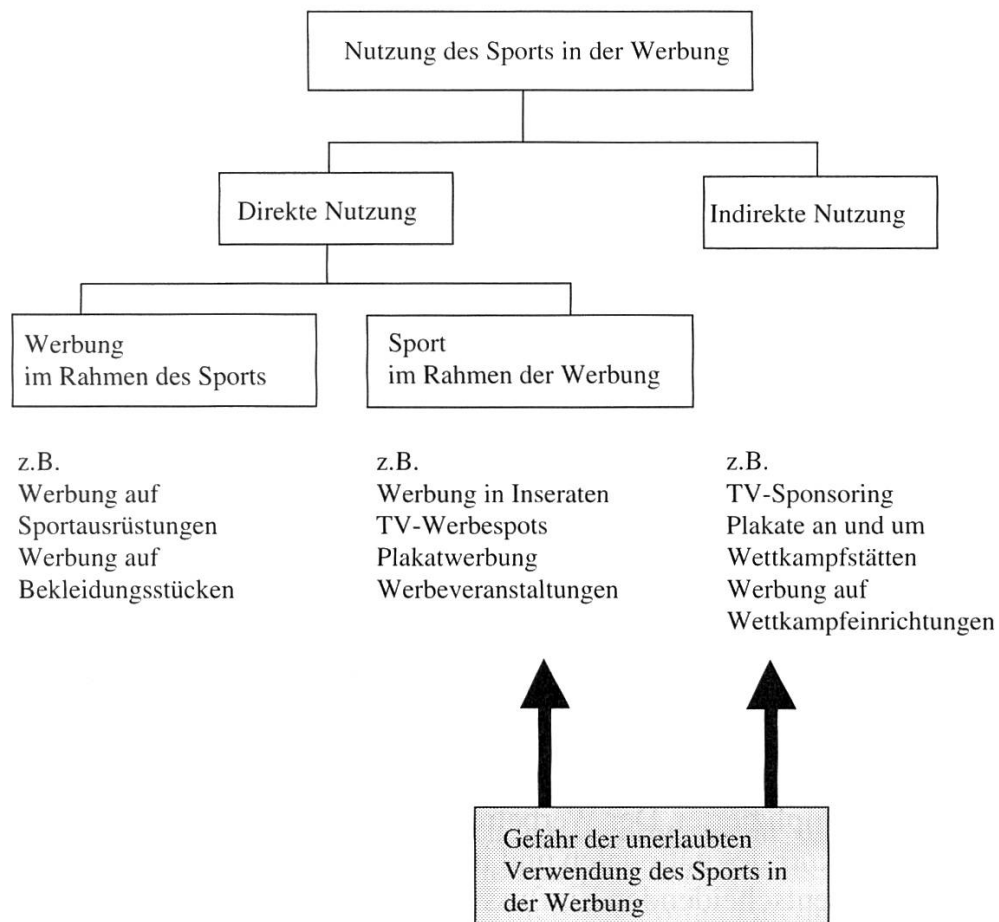 Nutzung des Sports in der Werbung
Direkte Nutzung
Indirekte Nutzung
Werbung
im Rahmen des Sports
Sport
im Rahmen der Werbung
z.B.
Werbung auf
Sportausrüstungen
Werbung auf
Bekleidungsstücken
z.B.
Werbung in Inseraten
TV-Werbespots
Plakatwerbung
Werbeveranstaltungen
z.B.
TV-Sponsoring
Plakate an und um
Wettkampfstätten
Werbung auf
Wettkampfeinrichtungen
Gefahr der unerlaubten
Verwendung des Sports in
der Werbung